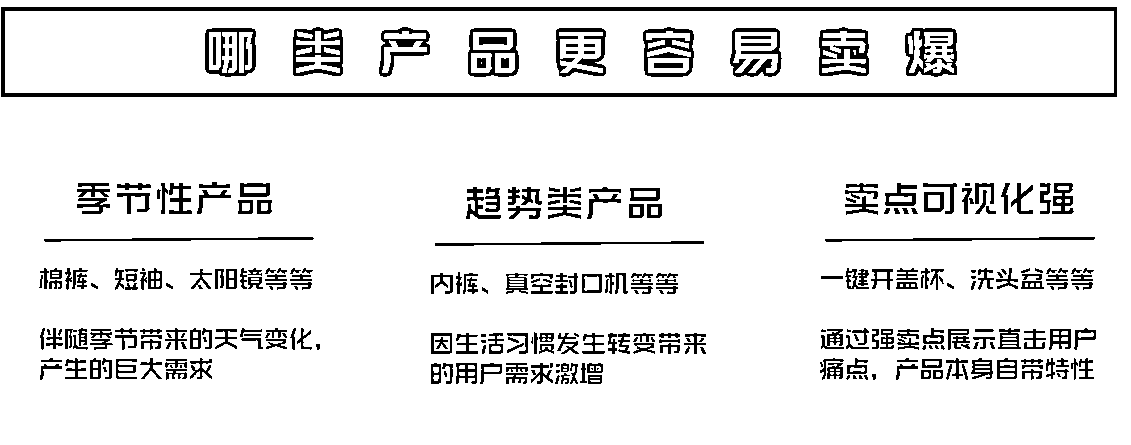 哪类产品更容易卖爆
季节性产品
棉裤、短袖、太阳镜等等
伴随季节带来的天气变化，
产生的巨大需求
趋势类产品
内裤、真空封口机等等
因生活习惯发生转变带来
的用户需求激增
卖点可视化强
一键开盖杯、洗头盆等等
通过强卖点展示直击用户
痛点，产品本身自带特性